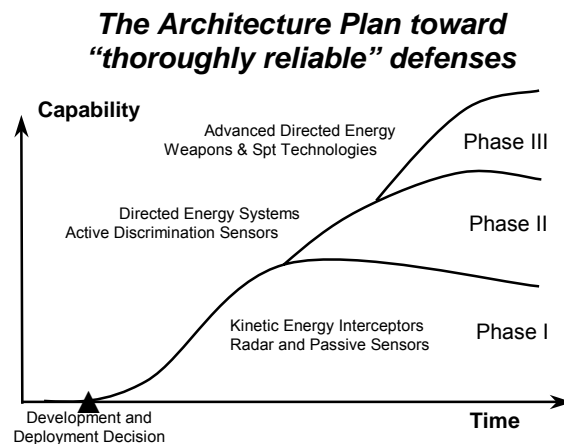 The Architecture Plan toward
“thoroughly reliable” defenses
Capability
Advanced Directed Energy
Weapons & Spt Technologies
Phase III
Directed Energy Systems
Active Discrimination Sensors
Phase II
Kinetic Energy Interceptors
Radar and Passive Sensors
Phase I
Development and
Deployment Decision
Time